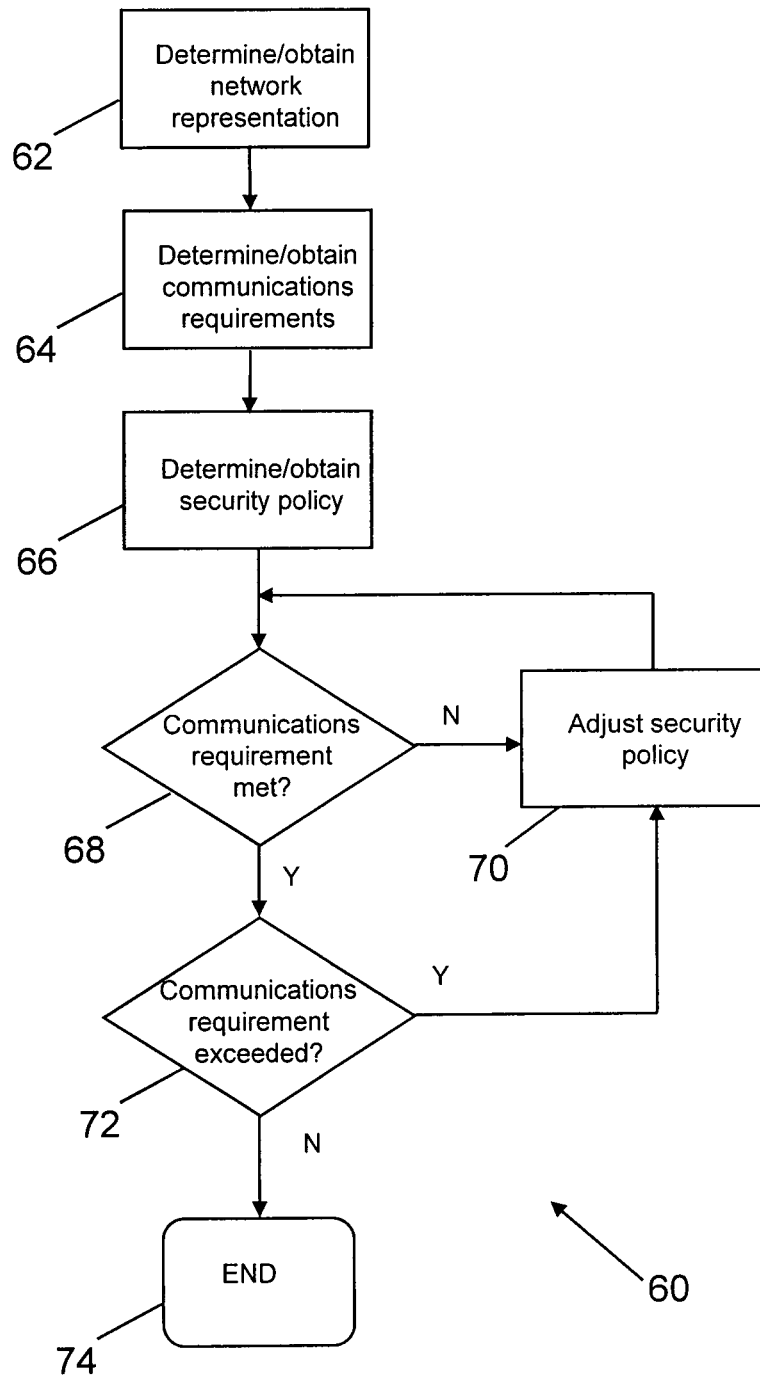 Determine/obtain
network
representation
62
Determine/obtain
communications
requirements
64
Determine/obtain
security policy
66
Communications
requirement
met?
N
Adjust security
policy
68
70
Y
Communications
requirement
exceeded?
Y
72
N
END
60
74